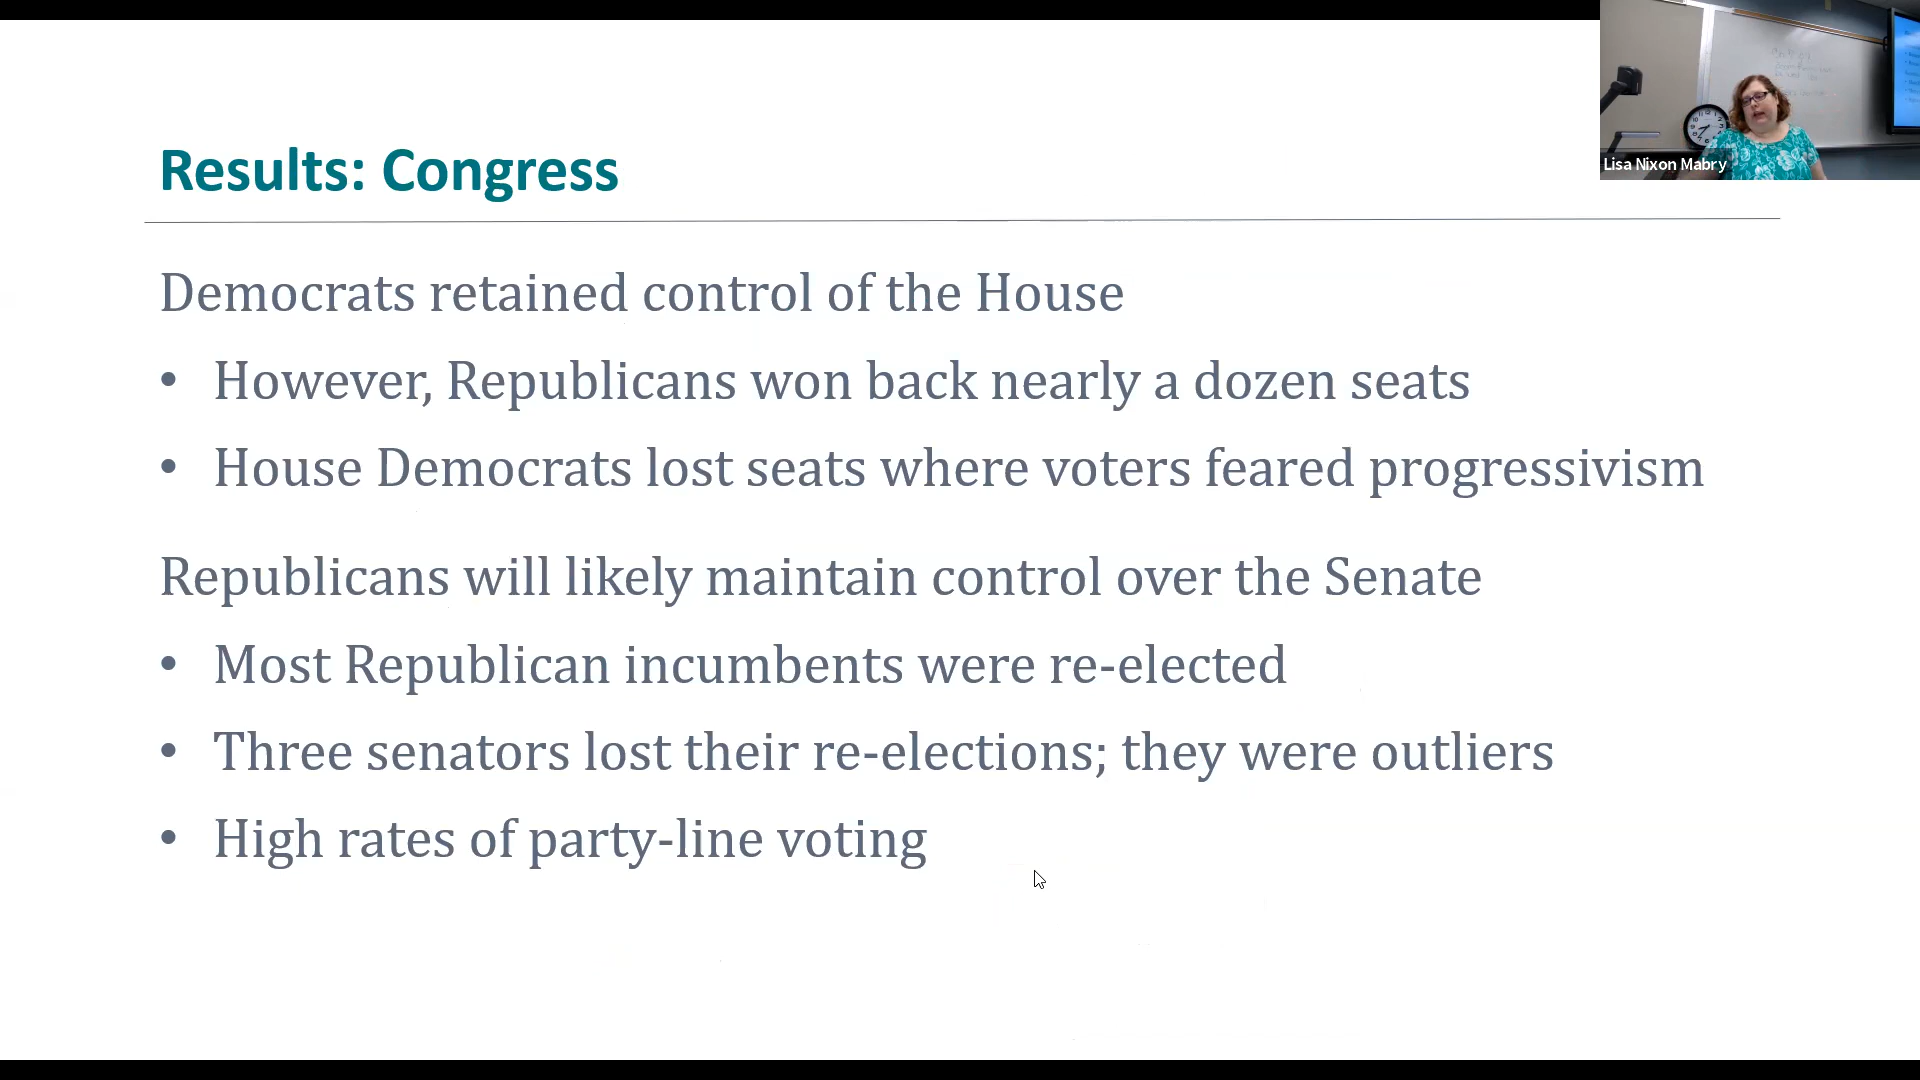 Results: Congress
Lisa Nixon Mabry
Democrats retained control of the House
• However, Republicans won back nearly a dozen seats
• House Democrats lost seats where voters feared progressivism
Republicans will likely maintain control over the Senate
• Most Republican incumbents were re-elected
• Three senators lost their re-elections; they were outliers
• High rates of party-line voting